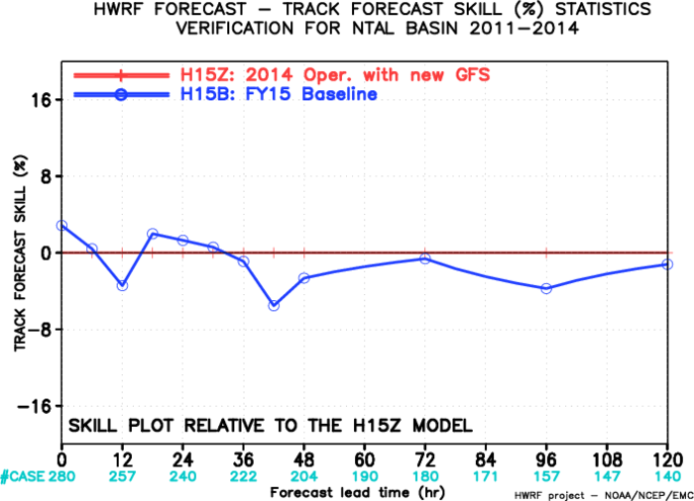 HWRF FORECAST – TRACK FORECAST SKILL (%) STATISTICS
VERIFICATION FOR NTAL BASIN 2011–2014
H15Z: 2014 Oper. with new GFS
H15B: FY15 Baseline
TRACK FORECAST SKILL (%)
16
8
0
–8
–16
SKILL PLOT RELATIVE TO THE H15Z MODEL
0 12 24 36 48 60 72 84 96 108 120
#CASE 280 257 240 222 204 190 180 171 157 147 140
Forecast lead time (hr)
HWRF project – NOAA/NCEP/EMC